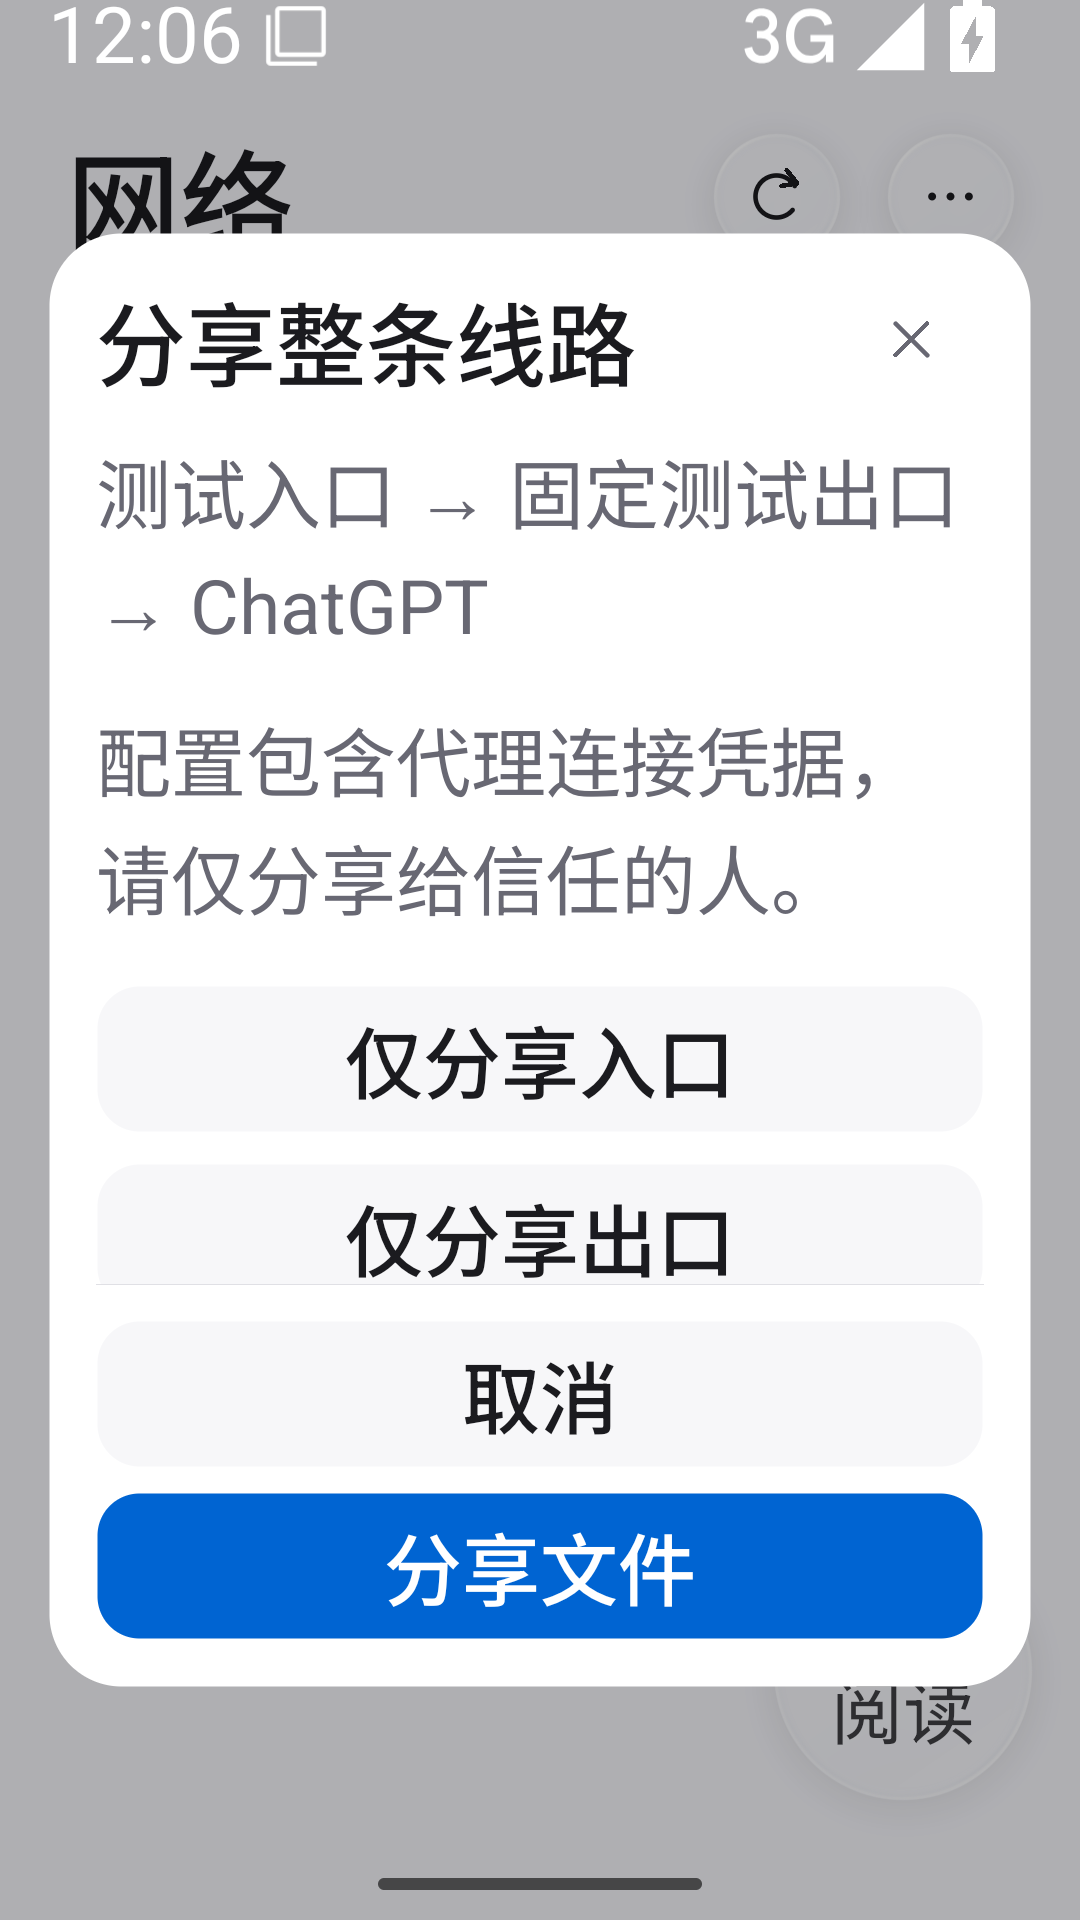 12:06
3G
网络
分享整条线路
测试入口 → 固定测试出口
→ ChatGPT
配置包含代理连接凭据，
请仅分享给信任的人。
仅分享入口
仅分享出口
取消
分享文件
阅读